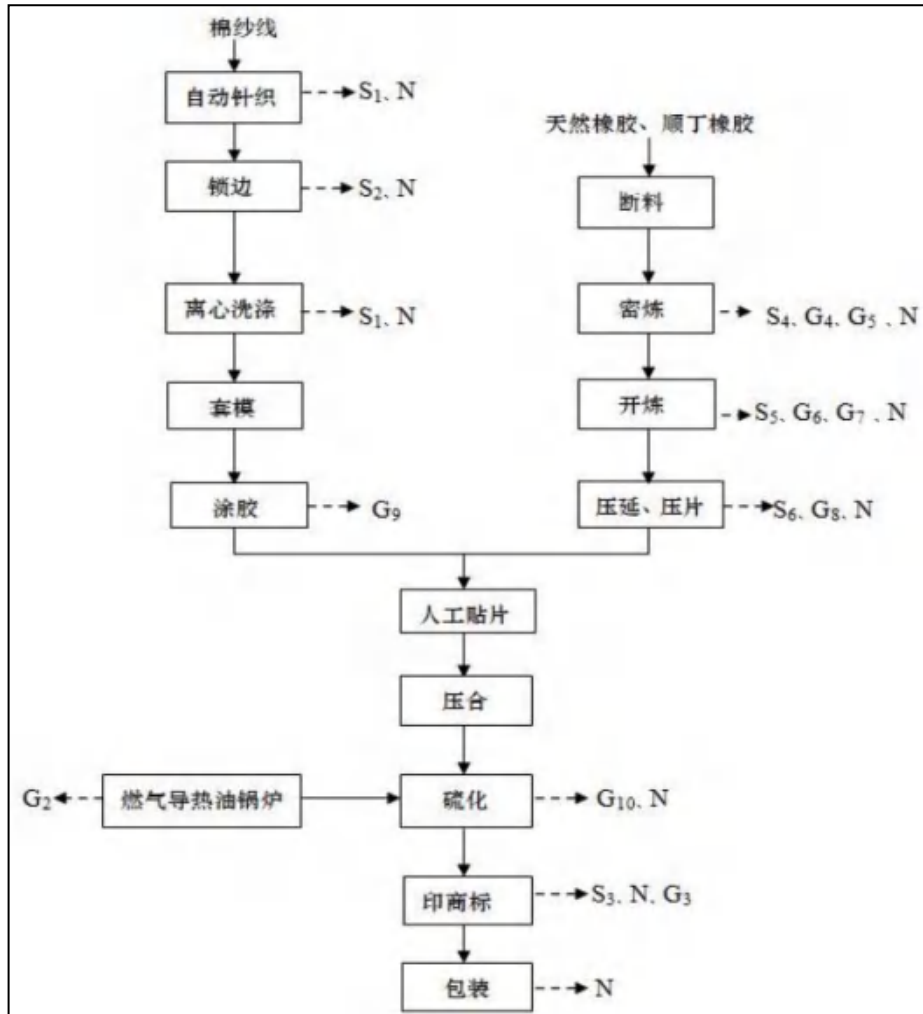 棉纱线
自动针织
S₁、N
锁边
S₂、N
离心洗涤
S₁、N
套模
涂胶
G₉
天然橡胶、顺丁橡胶
断料
密炼
S₄、G₄、G₅ 、N
开炼
S₅、G₆、G₇ 、N
压延、压片
S₆、G₈、N
人工贴片
压合
G₂
燃气导热油锅炉
硫化
G₁₀、N
印商标
S₃、N、G₃
包装
N